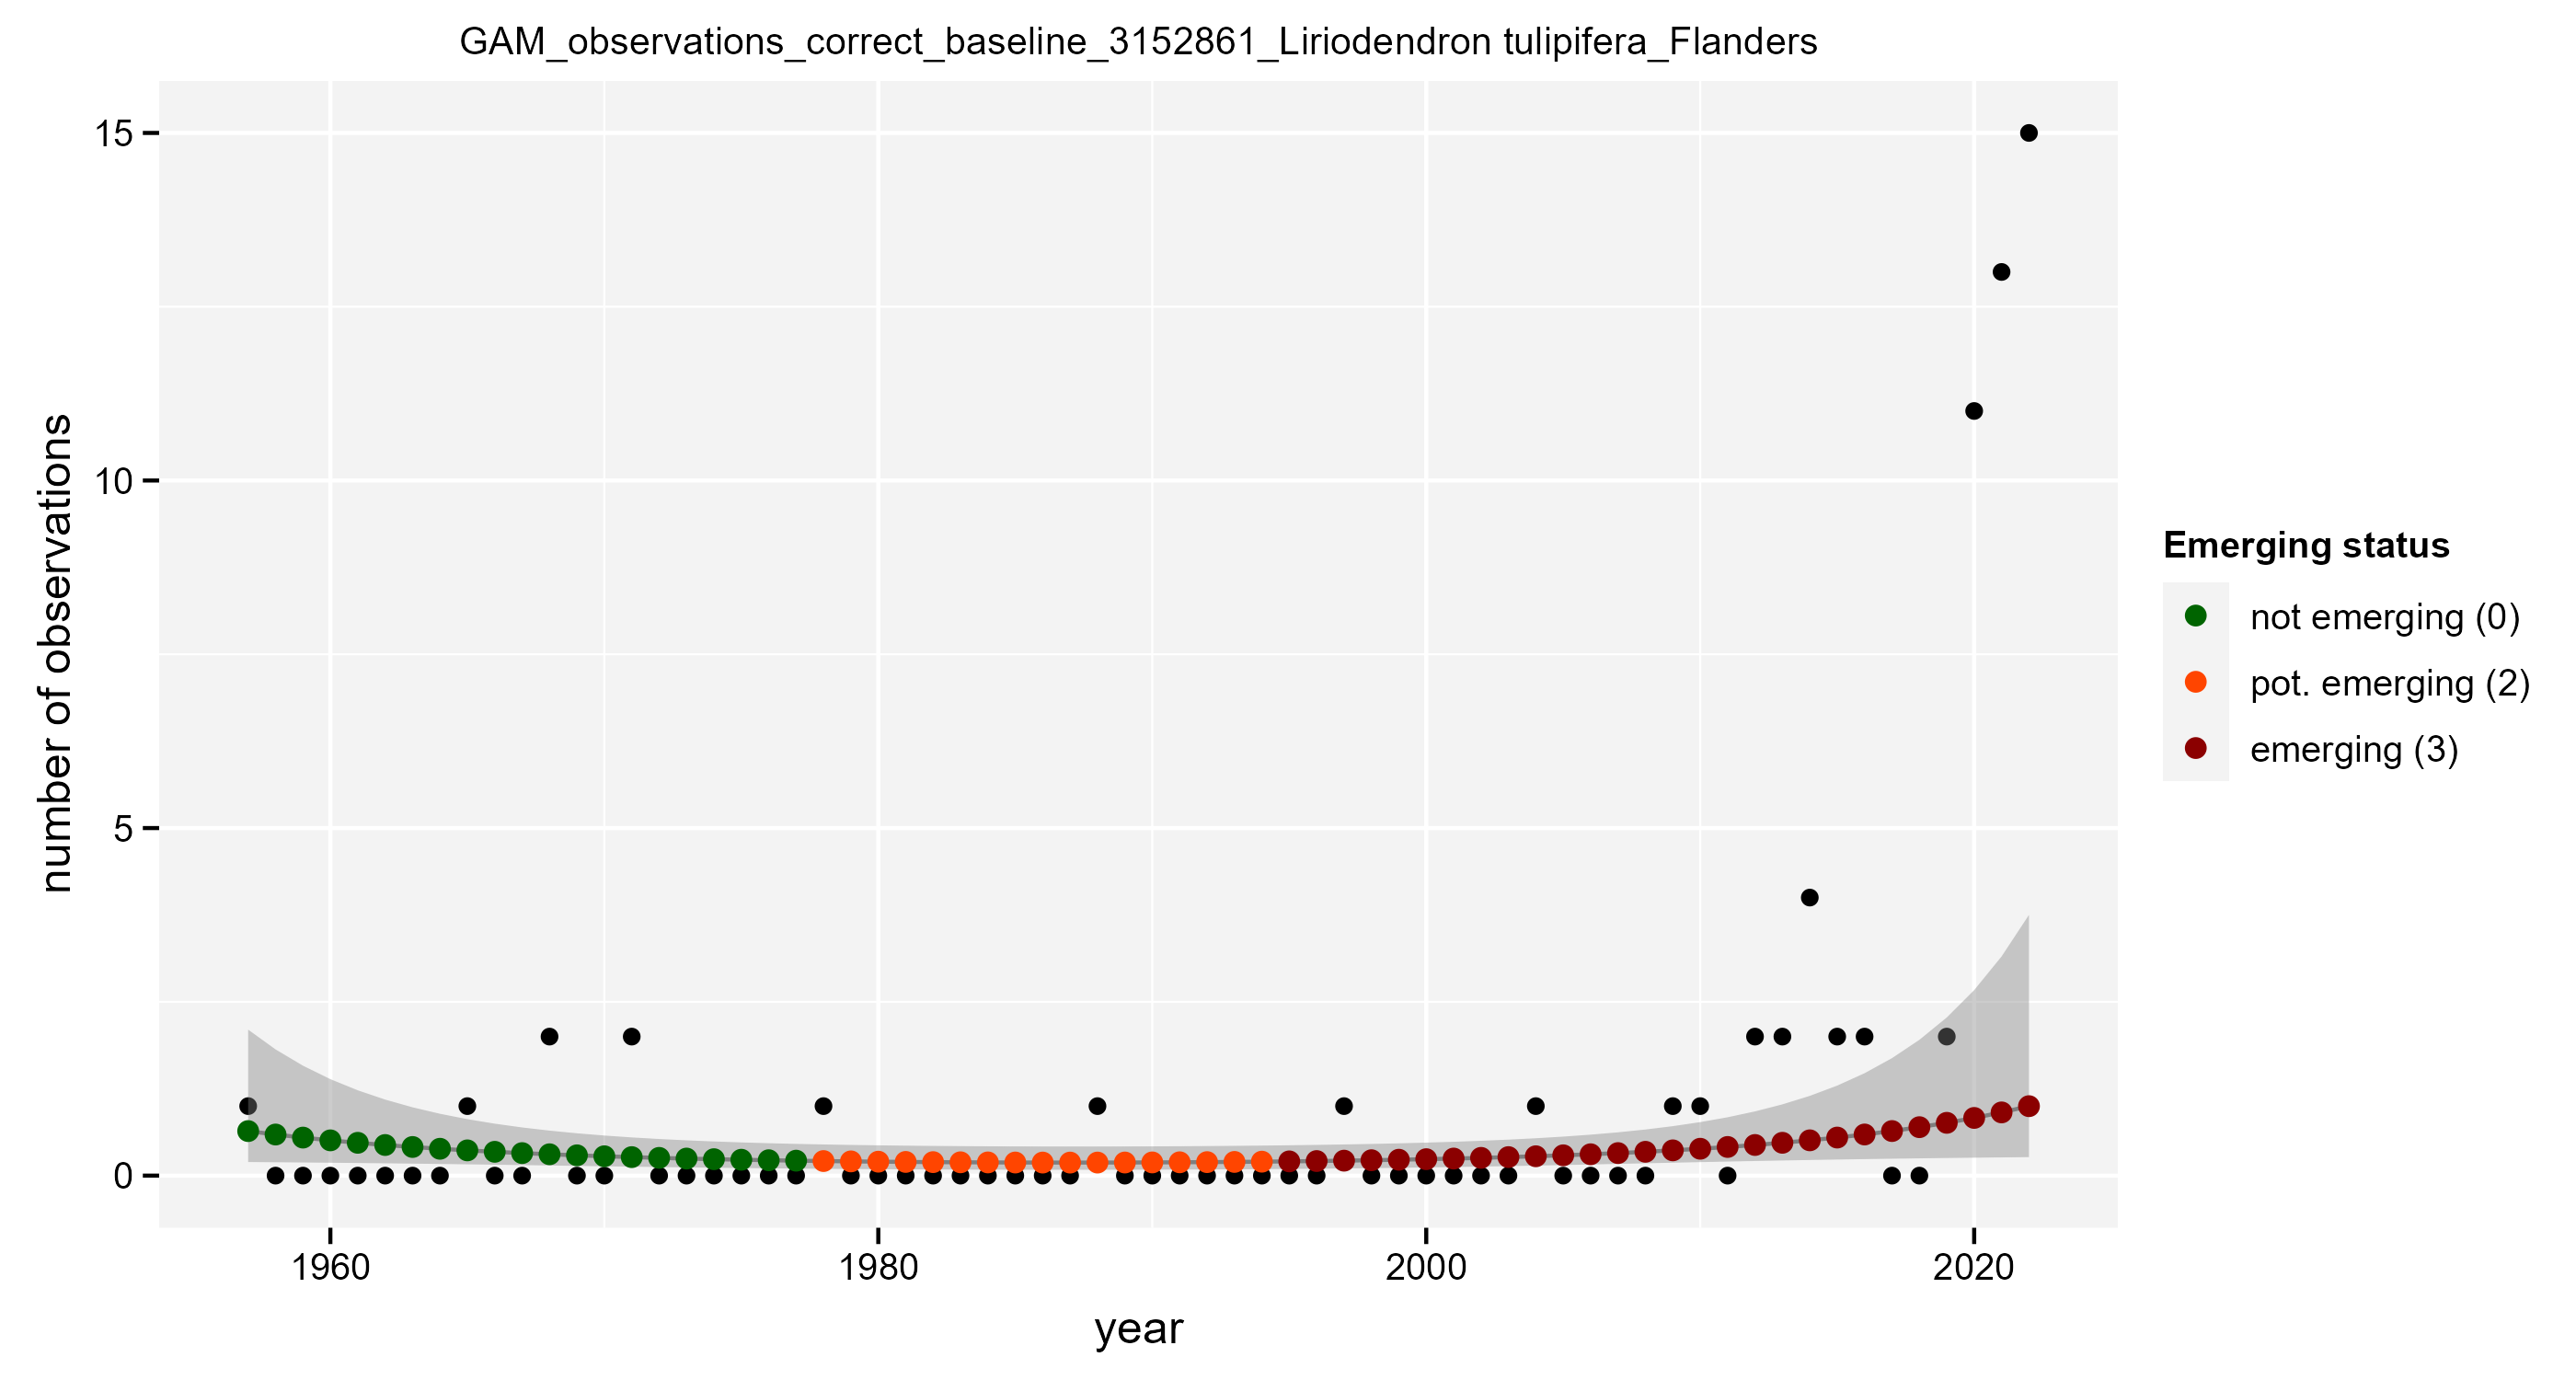 GAM_observations_correct_baseline_3152861_Liriodendron tulipifera_Flanders
15
10
5
0
number of observations
1960
1980
2000
2020
year
Emerging status
not emerging (0)
pot. emerging (2)
emerging (3)